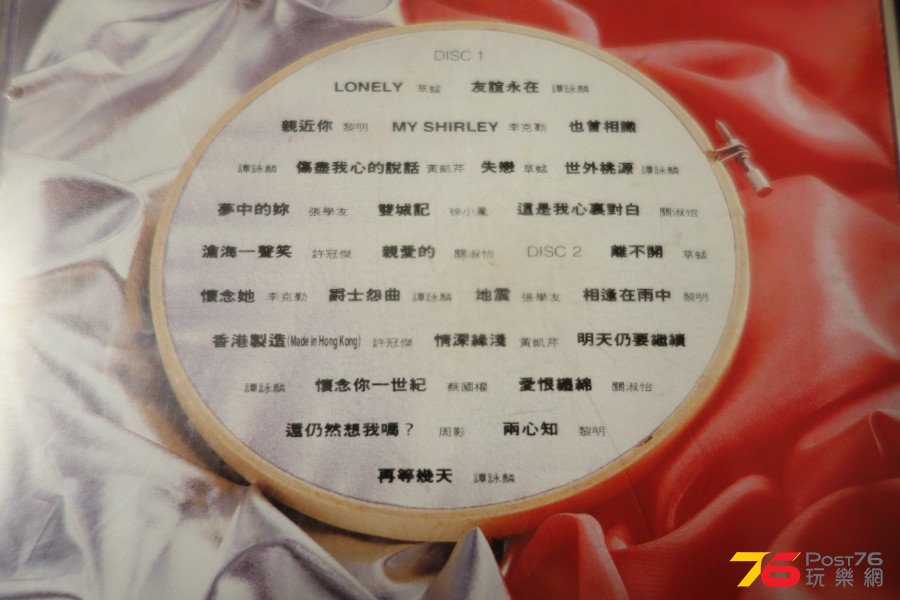 DISC 1
LONELY 草蜢 友誼永在 譚詠麟
親近你 黎明 MY SHIRLEY 李克勤 也曾相識
譚詠麟 傷盡我心的說話 黃凱芹 失戀 草蜢 世外桃源 譚詠麟
夢中的妳 張學友 雙城記 徐小鳳 這是我心裏對白 關淑怡
滄海一聲笑 許冠傑 親愛的 關淑怡 DISC 2 離不開 草蜢
懷念她 李克勤 爵士怨曲 譚詠麟 地震 張學友 相逢在雨中 黎明
香港製造(Made in Hong Kong) 許冠傑 情深緣淺 黃凱芹 明天仍要繼續
譚詠麟 懷念你一世紀 蔡國權 愛恨纏綿 關淑怡
還仍然想我嗎？ 周影 兩心知 黎明
再等幾天 譚詠麟
76 POST76
玩樂網